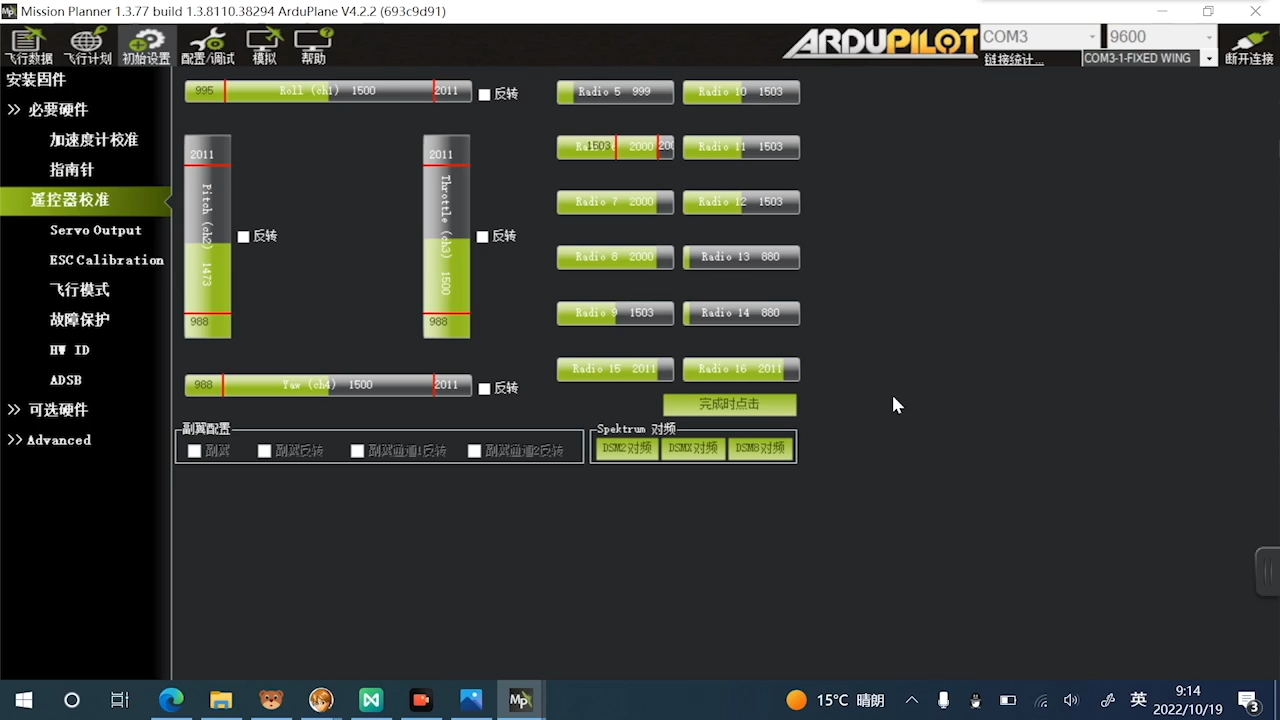 Mission Planner 1.3.77 build 1.3.8110.38294 ArduPlane V4.2.2 (693c9d91)
飞行数据 飞行计划 初始设置 配置/调试 模拟 帮助
ARDUPILOT
COM3 9600
链接统计... COM3-1-FIXED WING 断开连接
安装固件
>> 必要硬件
加速度计校准
指南针
遥控器校准
Servo Output
ESC Calibration
飞行模式
故障保护
HW ID
ADSB
>> 可选硬件
>> Advanced
995 Roll (ch1) 1500 2011 反转
2011 Pitch (ch2) 1473 988 反转
2011 Throttle (ch3) 1500 988 反转
988 Yaw (ch4) 1500 2011 反转
Radio 5 999 Radio 10 1503
1503 2000 Radio 11 1503
Radio 7 2000 Radio 12 1503
Radio 8 2000 Radio 13 880
Radio 9 1503 Radio 14 880
Radio 15 2011 Radio 16 2011
完成时点击
副翼配置
副翼 副翼反转 副翼通道1反转 副翼通道2反转
Spektrum 对频
DSM2对频 DSMX对频 DSM8对频
15°C 晴朗 英 9:14
2022/10/19 3